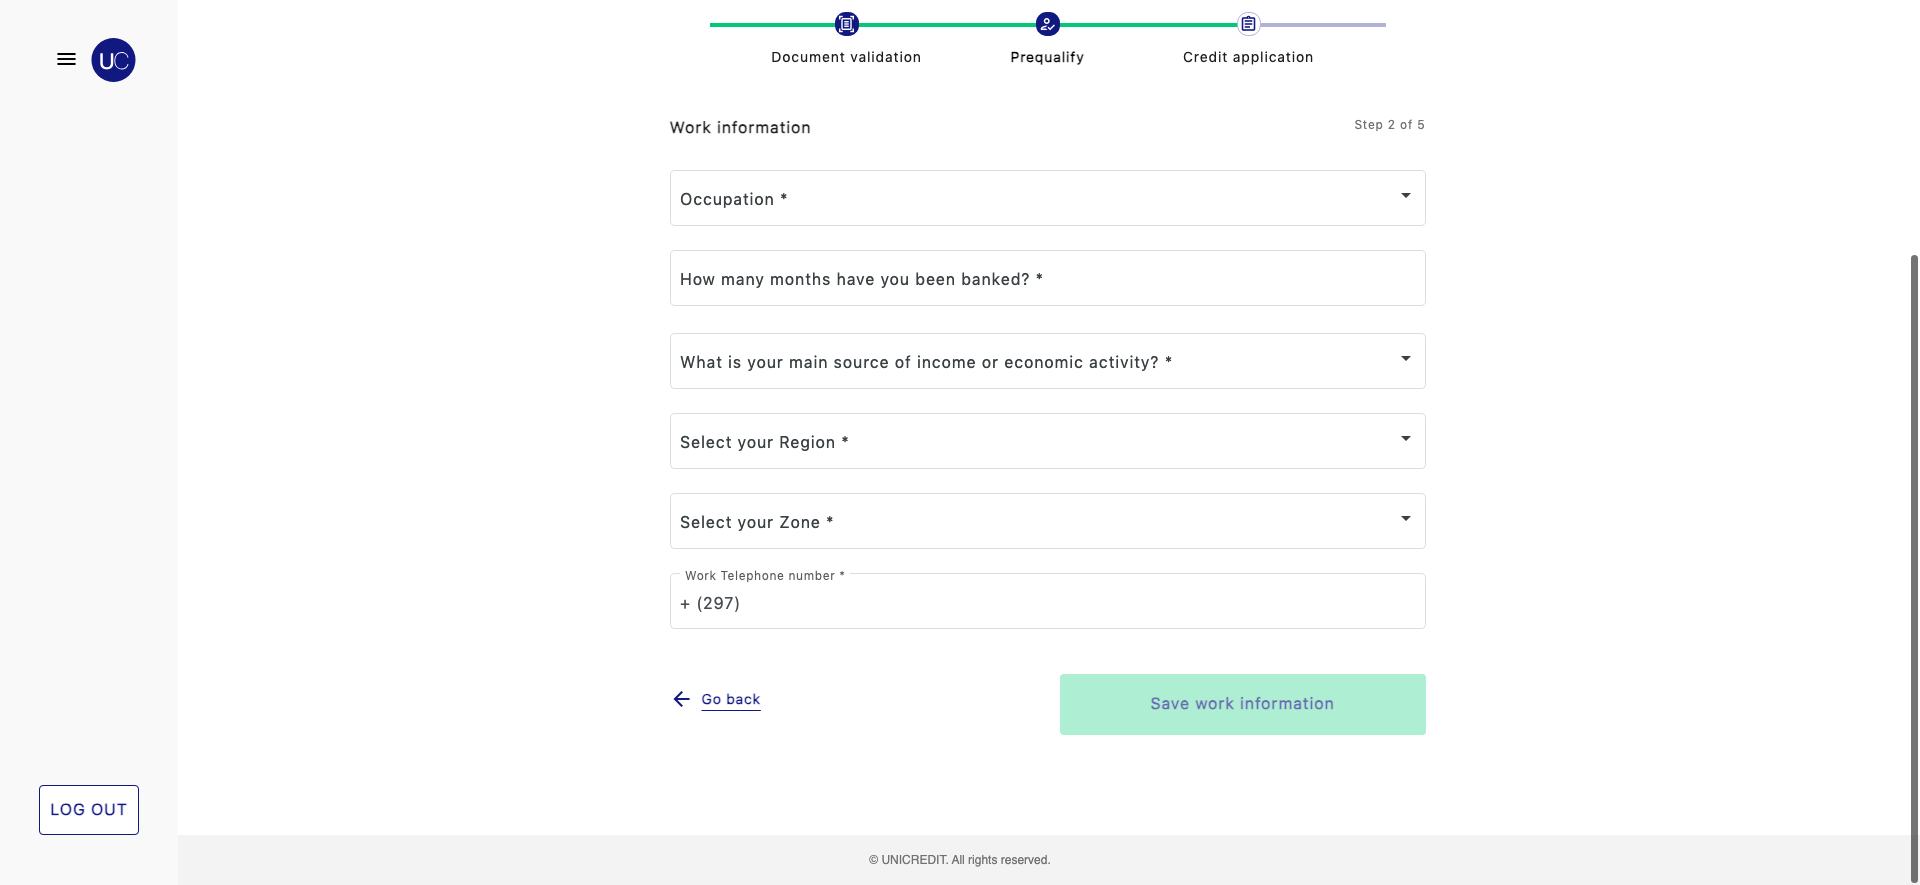 UC
Document validation
Prequalify
Credit application
Work information
Step 2 of 5
Occupation *
How many months have you been banked? *
What is your main source of income or economic activity? *
Select your Region *
Select your Zone *
Work Telephone number *
+ (297)
Go back
Save work information
LOG OUT
© UNICREDIT. All rights reserved.